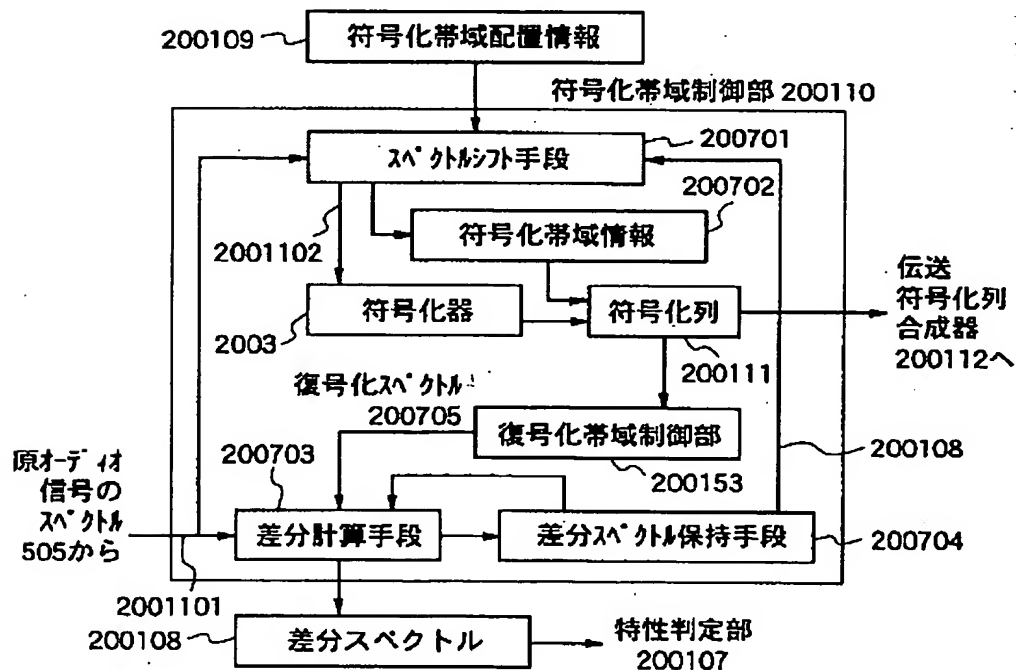 200109
符号化帯域配置情報
符号化帯域制御部 200110
スペクトルシフト手段
200701
200702
2001102
符号化帯域情報
符号化器
2003
符号化列
200111
伝送
符号化列
合成器
200112へ
復号化スペクトル
200705
復号化帯域制御部
200153
200108
原オーディオ
信号の
スペクトル
505から
200703
差分計算手段
差分スペクトル保持手段
200704
2001101
200108
差分スペクトル
特性判定部
200107